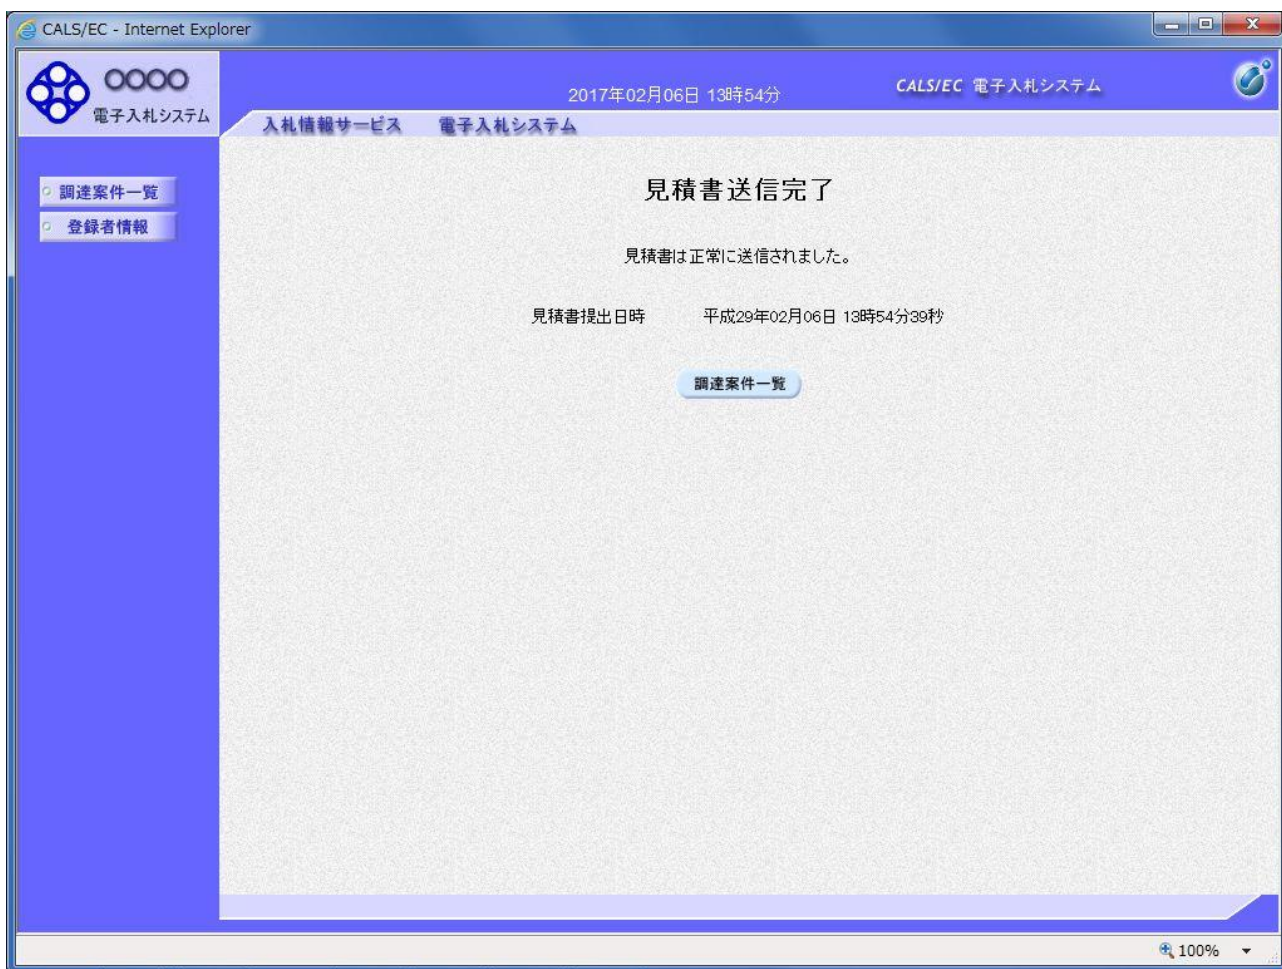 CALS/EC - Internet Explorer
○○○○
電子入札システム
2017年02月06日 13時54分
CALS/EC 電子入札システム
入札情報サービス 電子入札システム
調達案件一覧
登録者情報
見積書送信完了
見積書は正常に送信されました。
見積書提出日時 平成29年02月06日 13時54分39秒
調達案件一覧
100%